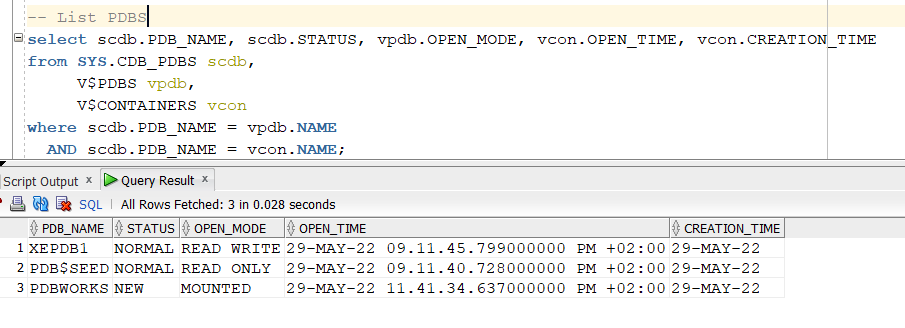 -- List PDBS
select scdb.PDB_NAME, scdb.STATUS, vpdb.OPEN_MODE, vcon.OPEN_TIME, vcon.CREATION_TIME
from SYS.CDB_PDBS scdb,
V$PDBS vpdb,
V$CONTAINERS vcon
where scdb.PDB_NAME = vpdb.NAME
AND scdb.PDB_NAME = vcon.NAME;
Script Output x Query Result x
SQL | All Rows Fetched: 3 in 0.028 seconds
PDB_NAME STATUS OPEN_MODE OPEN_TIME CREATION_TIME
1 XEPDB1 NORMAL READ WRITE 29-MAY-22 09.11.45.799000000 PM +02:00 29-MAY-22
2 PDB$SEED NORMAL READ ONLY 29-MAY-22 09.11.40.728000000 PM +02:00 29-MAY-22
3 PDBWORKS NEW MOUNTED 29-MAY-22 11.41.34.637000000 PM +02:00 29-MAY-22